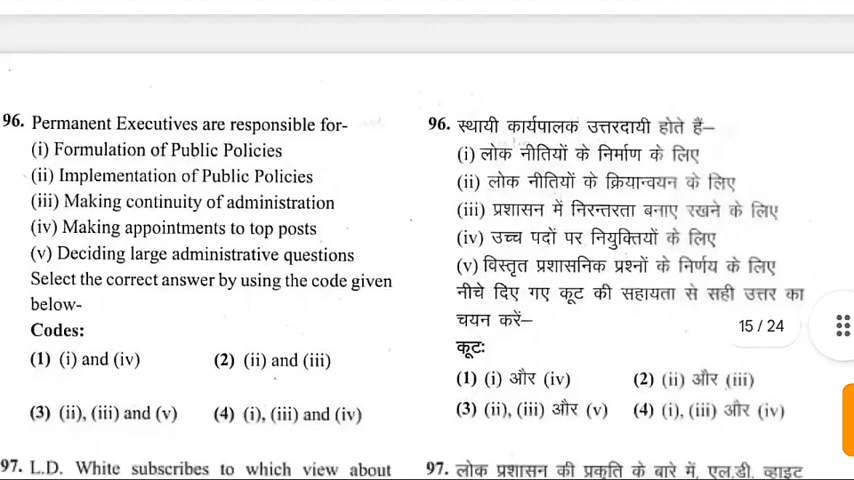 96. Permanent Executives are responsible for-
(i) Formulation of Public Policies
(ii) Implementation of Public Policies
(iii) Making continuity of administration
(iv) Making appointments to top posts
(v) Deciding large administrative questions
Select the correct answer by using the code given
below-
Codes:
(1) (i) and (iv) (2) (ii) and (iii)
(3) (ii), (iii) and (v) (4) (i), (iii) and (iv)
97. L.D. White subscribes to which view about
96. स्थायी कार्यपालक उत्तरदायी होते हैं–
(i) लोक नीतियों के निर्माण के लिए
(ii) लोक नीतियों के क्रियान्वयन के लिए
(iii) प्रशासन में निरन्तरता बनाए रखने के लिए
(iv) उच्च पदों पर नियुक्तियों के लिए
(v) विस्तृत प्रशासनिक प्रश्नों के निर्णय के लिए
नीचे दिए गए कूट की सहायता से सही उत्तर का
चयन करें–
कूटः
(1) (i) और (iv) (2) (ii) और (iii)
(3) (ii), (iii) और (v) (4) (i), (iii) और (iv)
97. लोक प्रशासन की प्रकृति के बारे में, एल.डी. व्हाइट
15 / 24